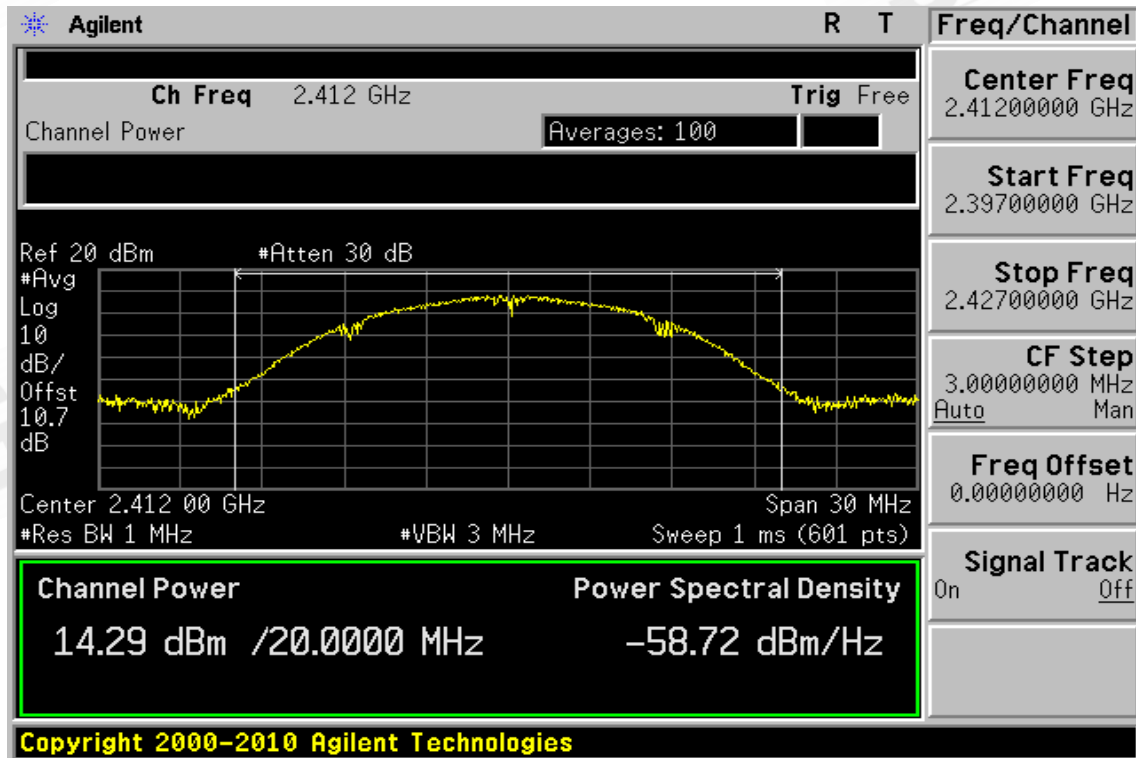 Agilent R T
Freq/Channel
Ch Freq 2.412 GHz Trig Free
Channel Power Averages: 100
Center Freq
2.41200000 GHz
Start Freq
2.39700000 GHz
Ref 20 dBm #Atten 30 dB
#Avg
Log
10
dB/
Offst
10.7
dB
Stop Freq
2.42700000 GHz
CF Step
3.00000000 MHz
Auto Man
Center 2.412 00 GHz Span 30 MHz
#Res BW 1 MHz #VBW 3 MHz Sweep 1 ms (601 pts)
Freq Offset
0.00000000 Hz
Signal Track
On Off
Channel Power Power Spectral Density
14.29 dBm /20.0000 MHz -58.72 dBm/Hz
Copyright 2000-2010 Agilent Technologies